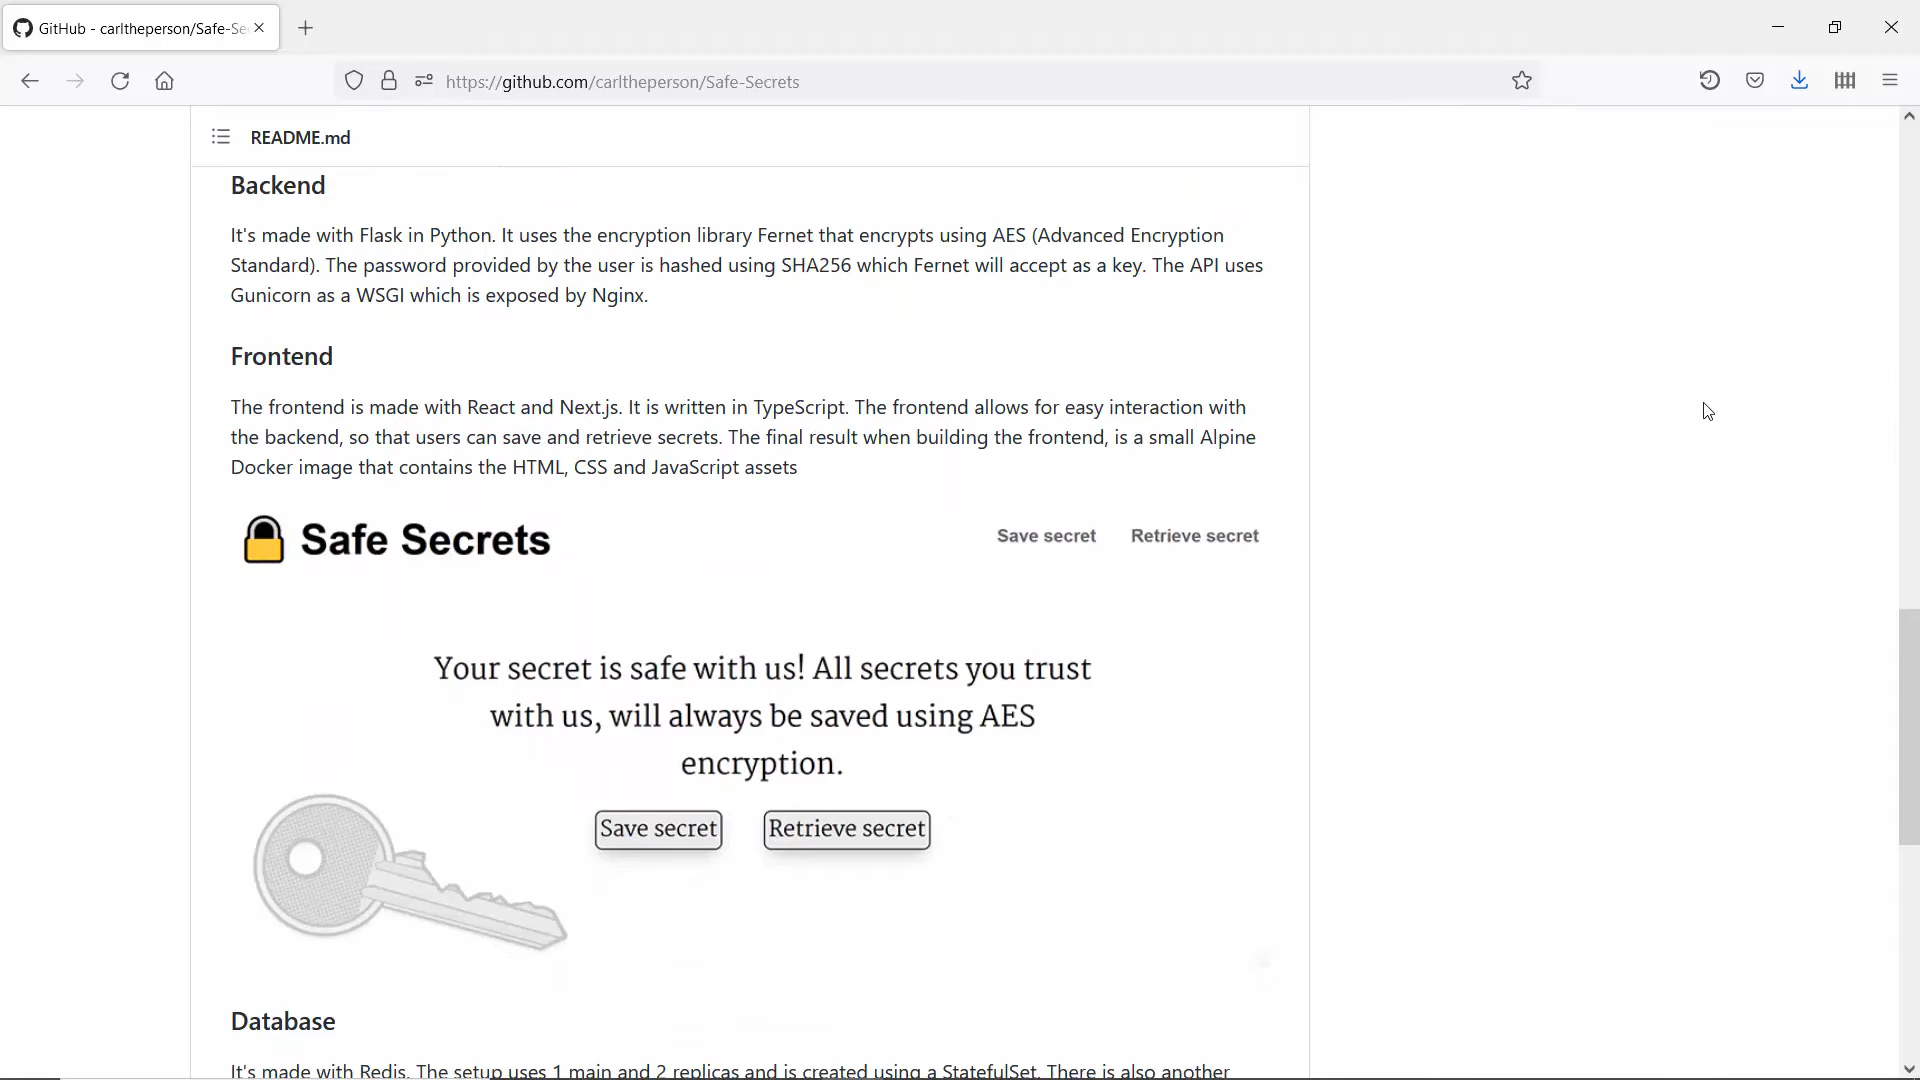 GitHub - carltheperson/Safe-Se
https://github.com/carltheperson/Safe-Secrets
README.md
Backend
It's made with Flask in Python. It uses the encryption library Fernet that encrypts using AES (Advanced Encryption
Standard). The password provided by the user is hashed using SHA256 which Fernet will accept as a key. The API uses
Gunicorn as a WSGI which is exposed by Nginx.
Frontend
The frontend is made with React and Next.js. It is written in TypeScript. The frontend allows for easy interaction with
the backend, so that users can save and retrieve secrets. The final result when building the frontend, is a small Alpine
Docker image that contains the HTML, CSS and JavaScript assets
Safe Secrets
Save secret Retrieve secret
Your secret is safe with us! All secrets you trust
with us, will always be saved using AES
encryption.
Save secret Retrieve secret
Database
It's made with Redis. The setup uses 1 main and 2 replicas and is created using a StatefulSet. There is also another